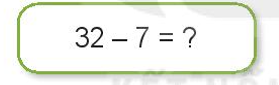 32 – 7 = ?